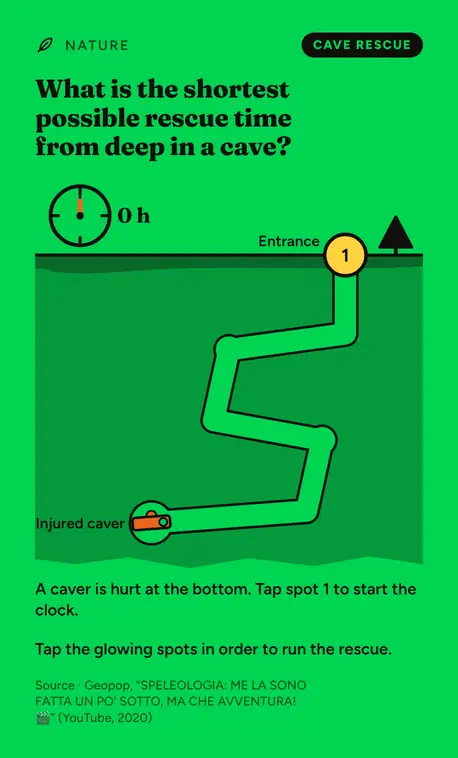 NATURE
CAVE RESCUE
What is the shortest
possible rescue time
from deep in a cave?
0 h
Entrance
1
Injured caver
A caver is hurt at the bottom. Tap spot 1 to start the
clock.
Tap the glowing spots in order to run the rescue.
Source · Geopop, “SPELEOLOGIA: ME LA SONO
FATTA UN PO' SOTTO, MA CHE AVVENTURA!
🎬” (YouTube, 2020)